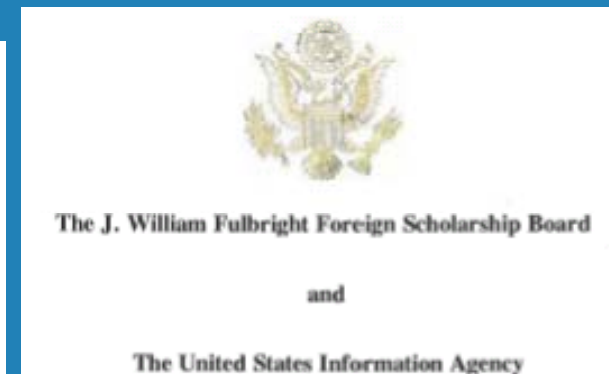 The J. William Fulbright Foreign Scholarship Board
and
The United States Information Agency